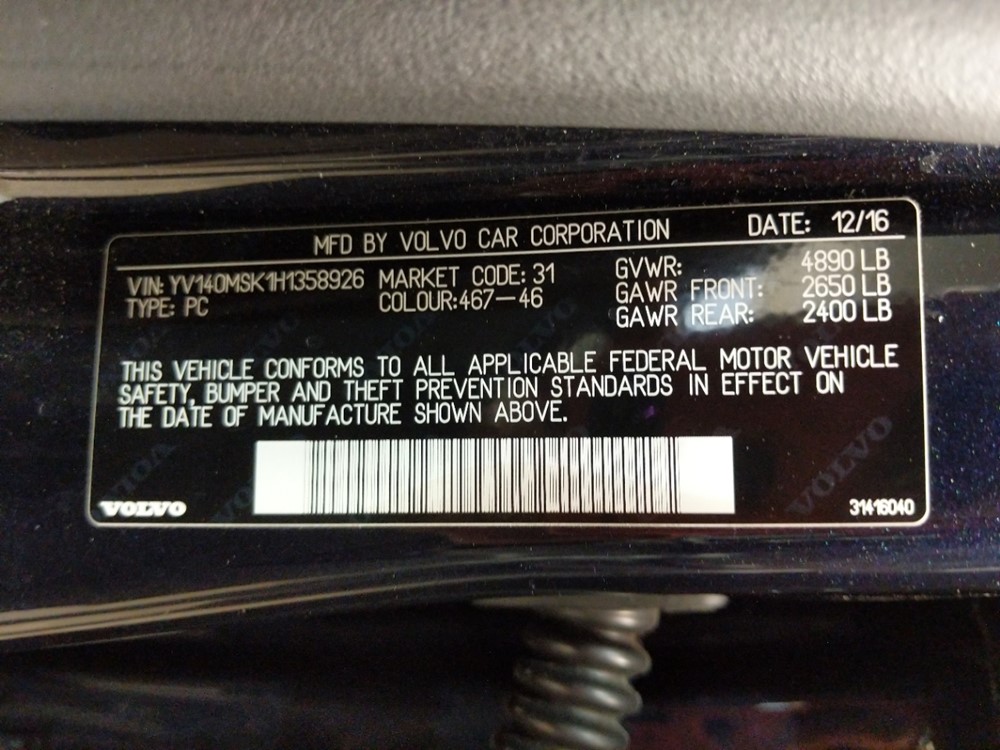 MFD BY VOLVO CAR CORPORATION DATE: 12/16
VIN: YV140MSK1H1358926 MARKET CODE: 31 GVWR: 4890 LB
TYPE: PC COLOUR:467-46 GAWR FRONT: 2650 LB
GAWR REAR: 2400 LB
THIS VEHICLE CONFORMS TO ALL APPLICABLE FEDERAL MOTOR VEHICLE
SAFETY, BUMPER AND THEFT PREVENTION STANDARDS IN EFFECT ON
THE DATE OF MANUFACTURE SHOWN ABOVE.
VOLVO
VOLVO
31416040